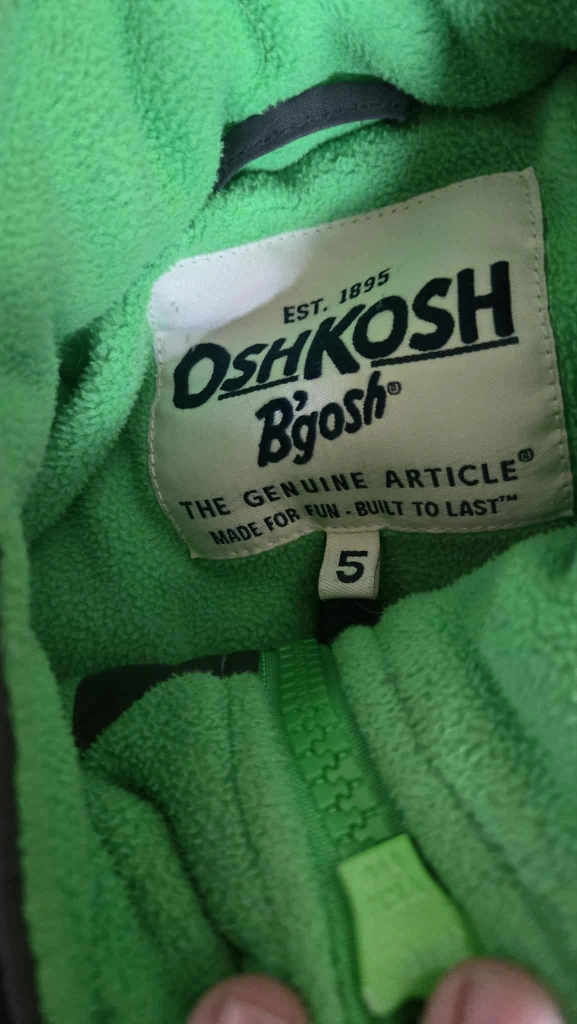 EST. 1895
OSHKOSH
B'gosh®
THE GENUINE ARTICLE®
MADE FOR FUN - BUILT TO LAST™
5